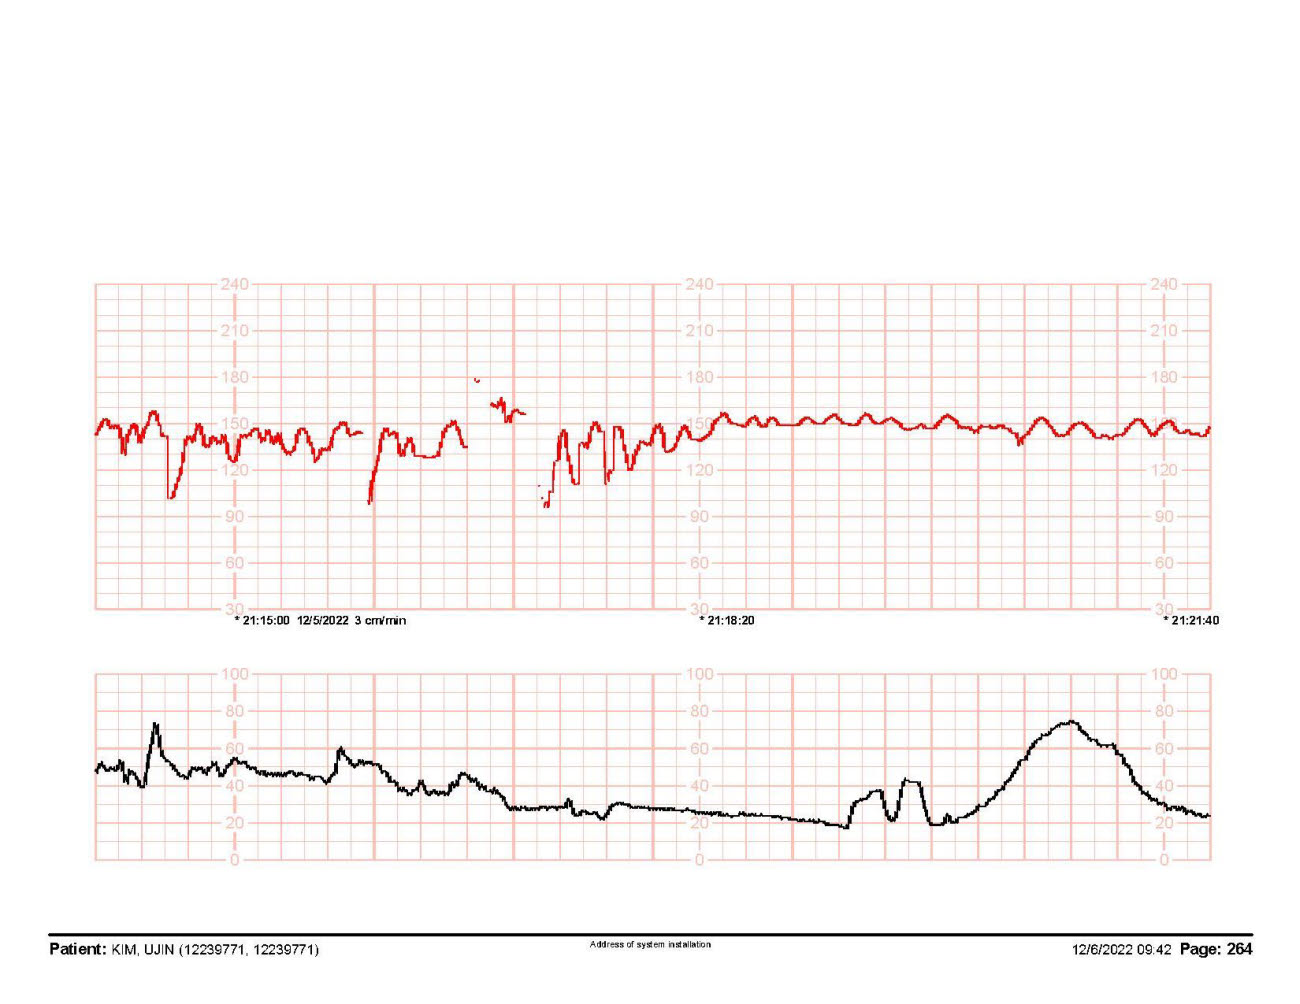 240 240 240
210 210 210
180 180 180
150 150 150
120 120 120
90 90 90
60 60 60
30 30 30
* 21:15:00 12/5/2022 3 cm/min * 21:18:20 * 21:21:40
100 100 100
80 80 80
60 60 60
40 40 40
20 20 20
0 0 0
Patient: KIM, UJIN (12239771, 12239771) Address of system installation 12/6/2022 09:42 Page: 264